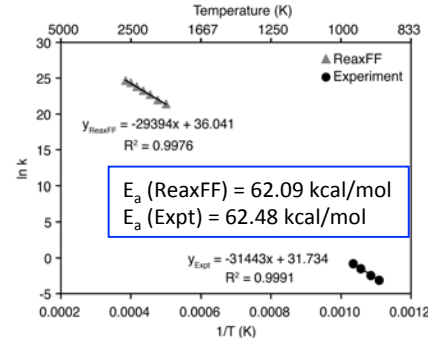 Temperature (K)
5000 2500 1667 1250 1000 833
30
25
20
15
10
5
0
-5
ln k
ReaxFF
Experiment
y_ReaxFF = -29394x + 36.041
R² = 0.9976
Eₐ (ReaxFF) = 62.09 kcal/mol
Eₐ (Expt) = 62.48 kcal/mol
y_Expt = -31443x + 31.734
R² = 0.9991
0.0002 0.0004 0.0006 0.0008 0.0010 0.0012
1/T (K)